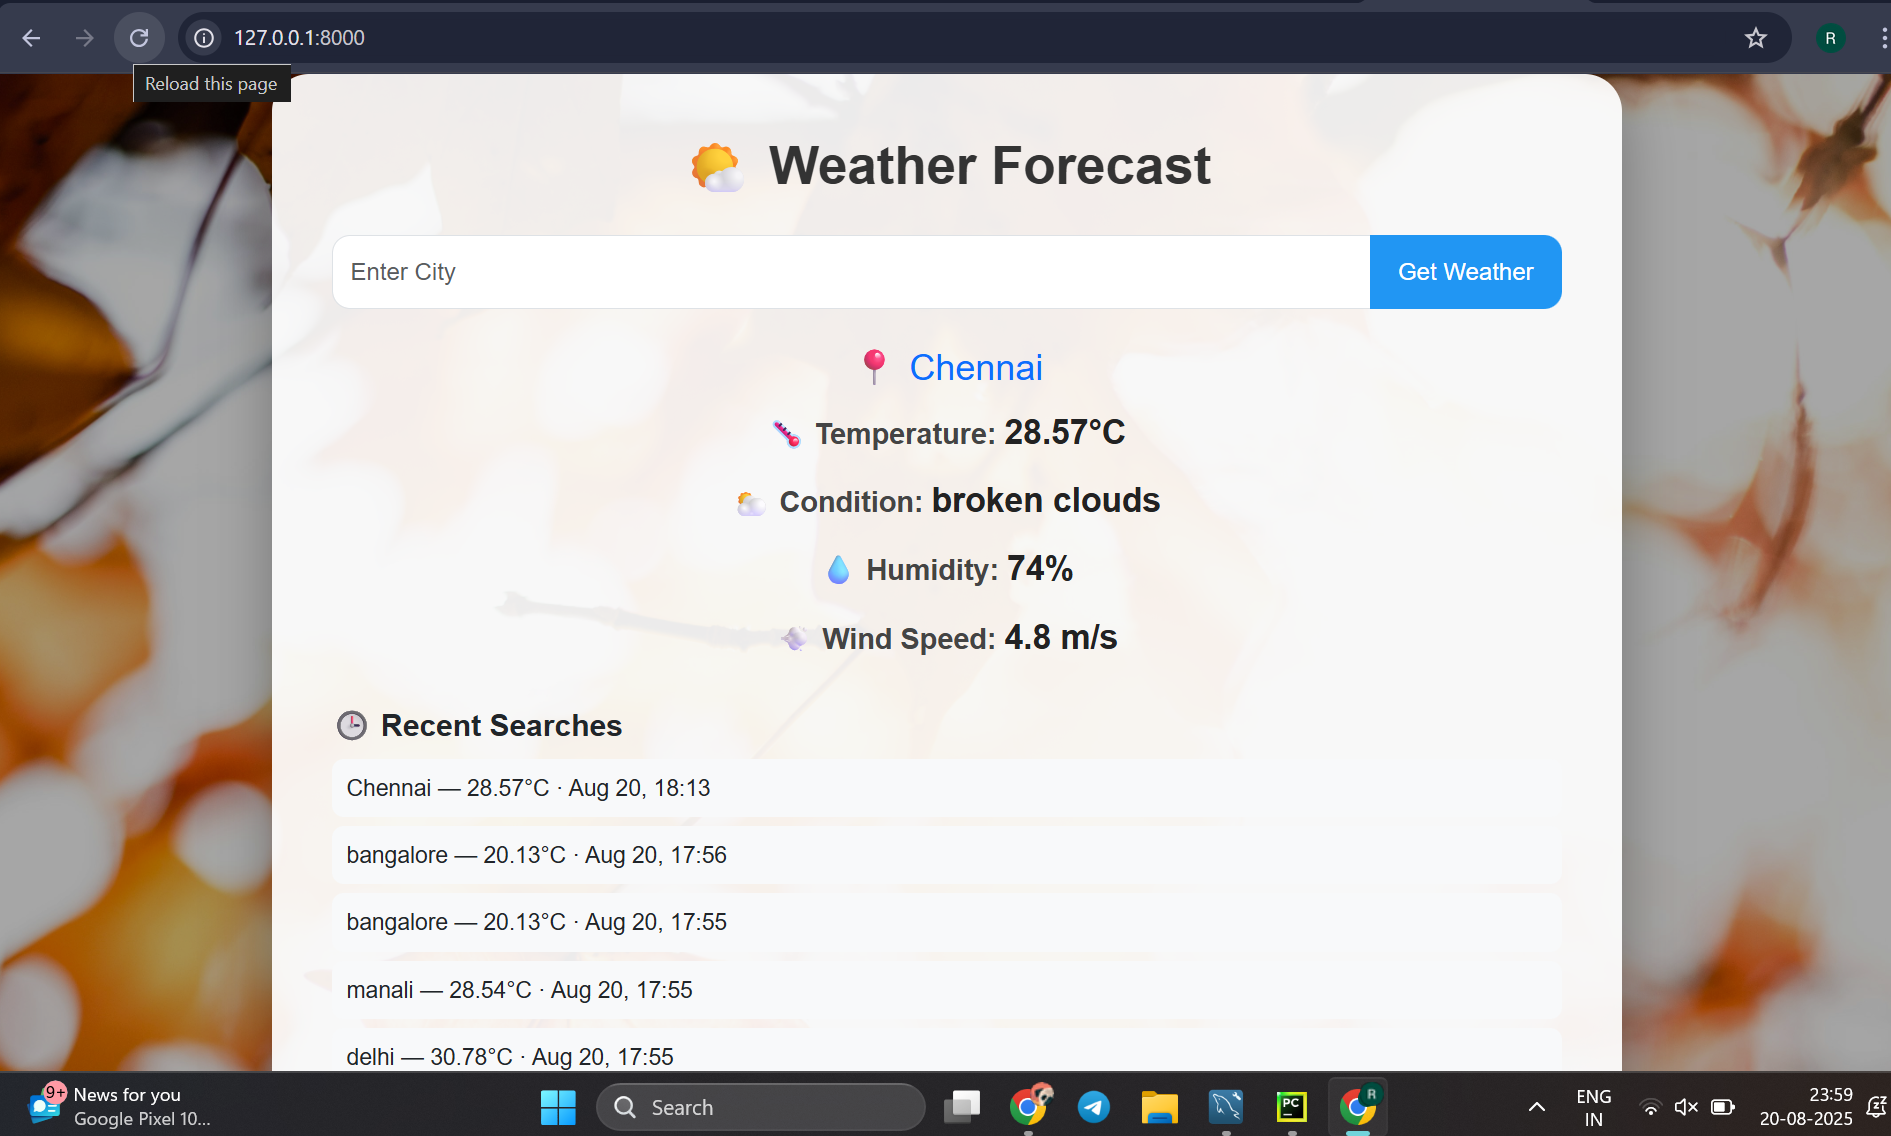 127.0.0.1:8000
R
Reload this page
Weather Forecast
Enter City
Get Weather
Chennai
Temperature: 28.57°C
Condition: broken clouds
Humidity: 74%
Wind Speed: 4.8 m/s
Recent Searches
Chennai — 28.57°C · Aug 20, 18:13
bangalore — 20.13°C · Aug 20, 17:56
bangalore — 20.13°C · Aug 20, 17:55
manali — 28.54°C · Aug 20, 17:55
delhi — 30.78°C · Aug 20, 17:55
9+
News for you
Google Pixel 10...
Search
PC
R
ENG
IN
23:59
20-08-2025